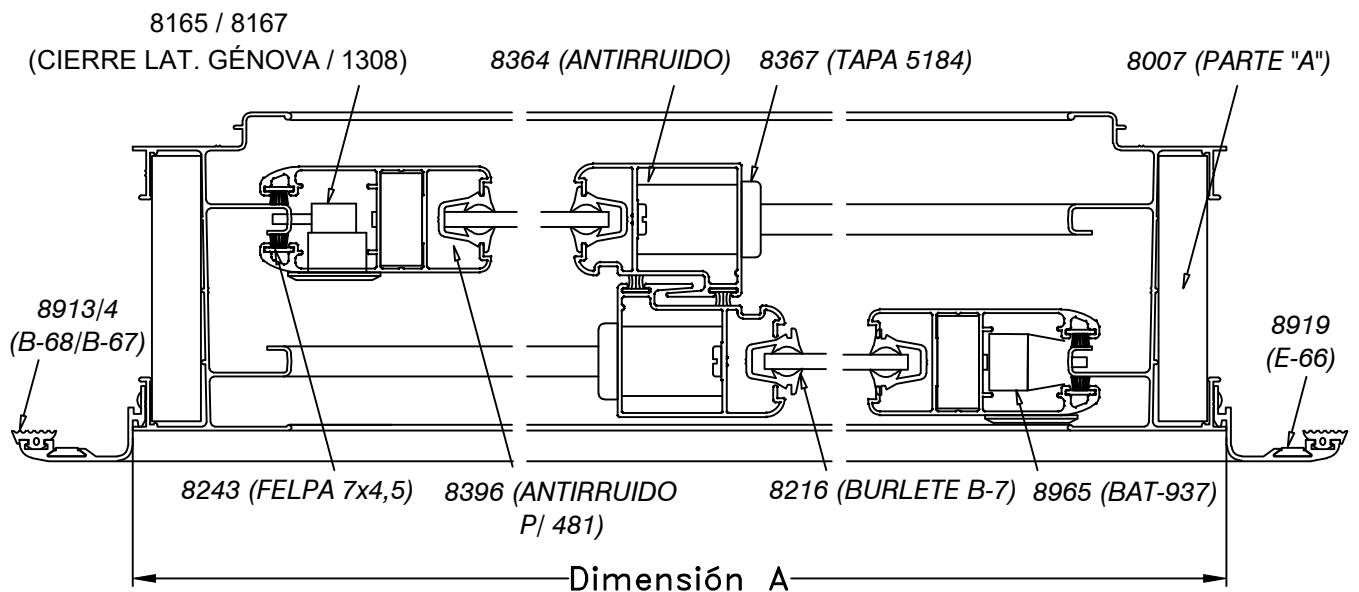 8165 / 8167
(CIERRE LAT. GÉNOVA / 1308)
8364 (ANTIRRUIDO)
8367 (TAPA 5184)
8007 (PARTE "A")
8913/4
(B-68/B-67)
8919
(E-66)
8243 (FELPA 7x4,5)
8396 (ANTIRRUIDO
P/ 481)
8216 (BURLETE B-7)
8965 (BAT-937)
Dimensión A